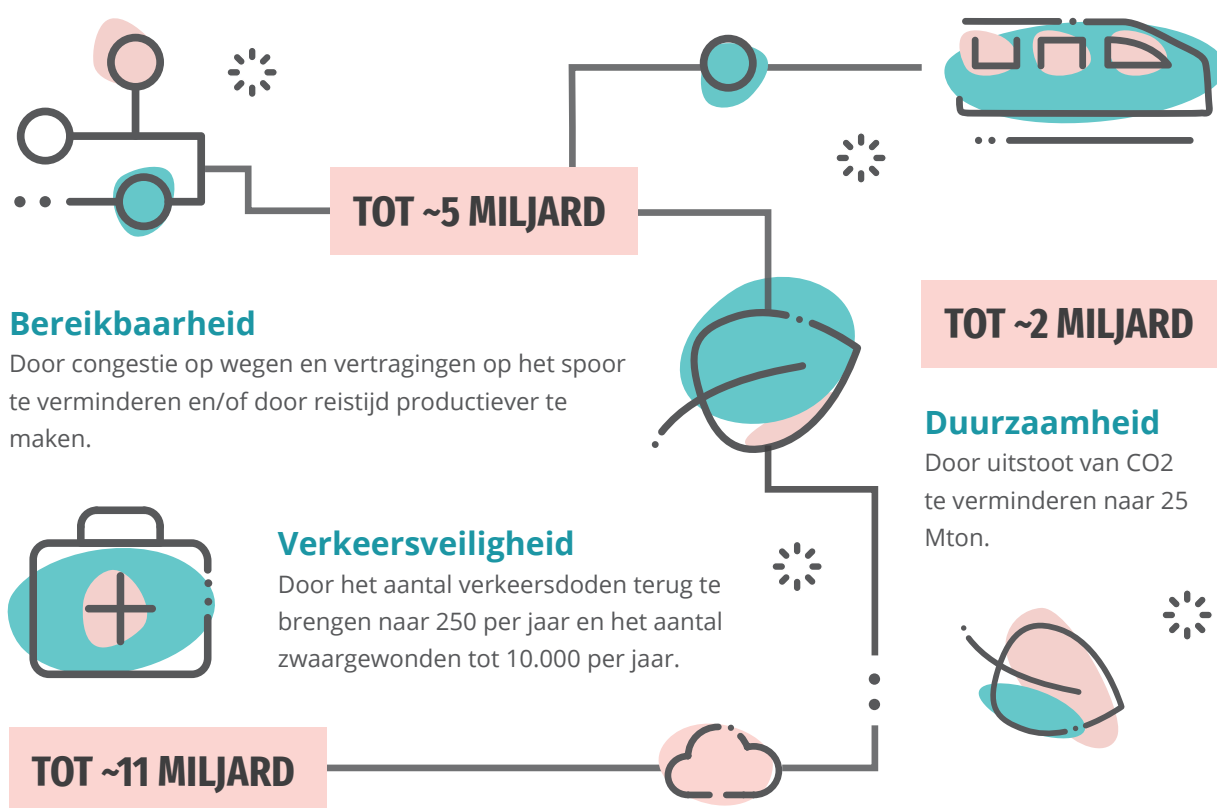 TOT ~5 MILJARD
Bereikbaarheid
Door congestie op wegen en vertragingen op het spoor
te verminderen en/of door reistijd productiever te
maken.
TOT ~2 MILJARD
Duurzaamheid
Door uitstoot van CO2
te verminderen naar 25
Mton.
Verkeersveiligheid
Door het aantal verkeersdoden terug te
brengen naar 250 per jaar en het aantal
zwaargewonden tot 10.000 per jaar.
TOT ~11 MILJARD